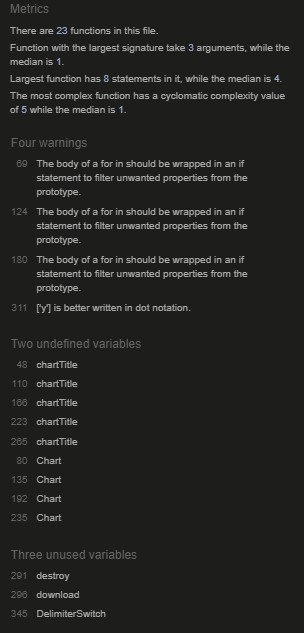 Metrics
There are 23 functions in this file.
Function with the largest signature take 3 arguments, while the
median is 1.
Largest function has 8 statements in it, while the median is 4.
The most complex function has a cyclomatic complexity value
of 5 while the median is 1.
Four warnings
69 The body of a for in should be wrapped in an if
statement to filter unwanted properties from the
prototype.
124 The body of a for in should be wrapped in an if
statement to filter unwanted properties from the
prototype.
180 The body of a for in should be wrapped in an if
statement to filter unwanted properties from the
prototype.
311 ['y'] is better written in dot notation.
Two undefined variables
48 chartTitle
110 chartTitle
166 chartTitle
223 chartTitle
265 chartTitle
80 Chart
135 Chart
192 Chart
235 Chart
Three unused variables
291 destroy
296 download
345 DelimiterSwitch